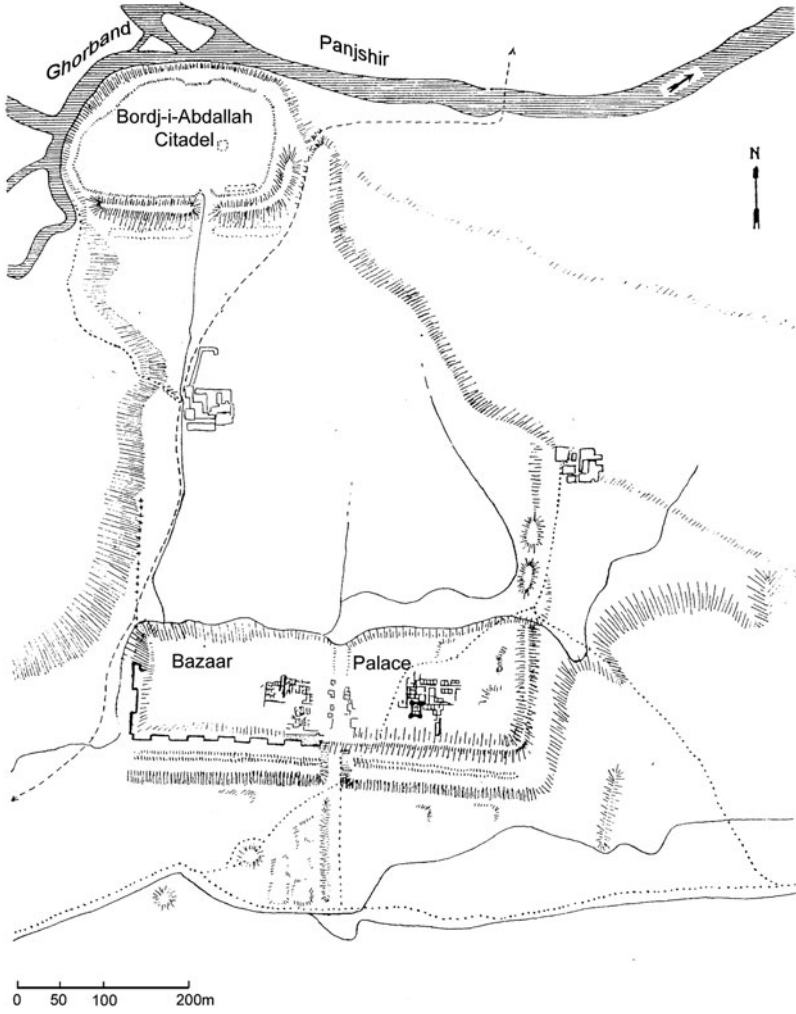 Ghorband
Panjshir
Bordj-i-Abdallah
Citadel
N
Bazaar
Palace
0 50 100 200m